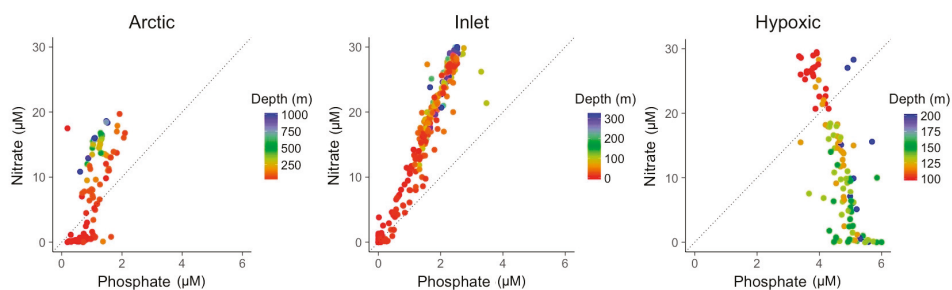 Arctic
30
20
10
0
0 2 4 6
Nitrate (µM)
Phosphate (µM)
Depth (m)
1000
750
500
250
Inlet
30
20
10
0
0 2 4 6
Nitrate (µM)
Phosphate (µM)
Depth (m)
300
200
100
0
Hypoxic
30
20
10
0
0 2 4 6
Nitrate (µM)
Phosphate (µM)
Depth (m)
200
175
150
125
100